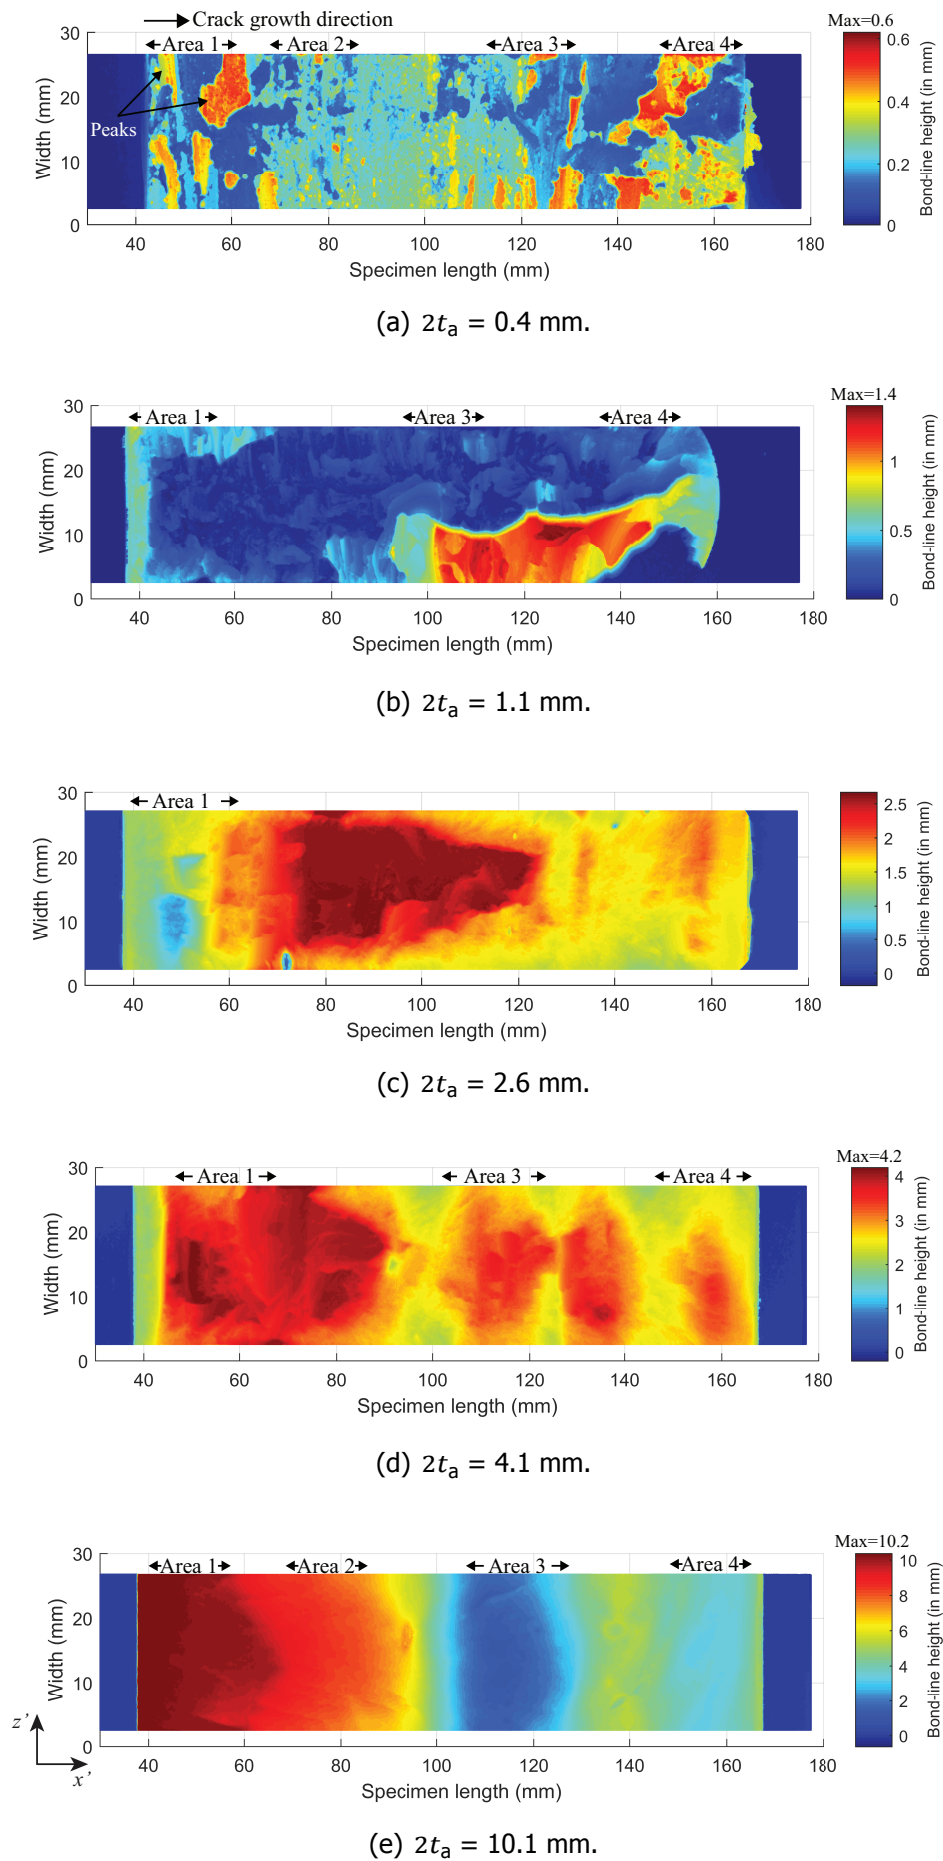 Crack growth direction
Max=0.6
Area 1 Area 2 Area 3 Area 4
Peaks
30
20
10
0
Width (mm)
40 60 80 100 120 140 160 180
Specimen length (mm)
0.6
0.4
0.2
0
Bond-line height (in mm)
(a) 2ta = 0.4 mm.
Max=1.4
Area 1 Area 3 Area 4
30
20
10
0
Width (mm)
40 60 80 100 120 140 160 180
Specimen length (mm)
1
0.5
0
Bond-line height (in mm)
(b) 2ta = 1.1 mm.
Area 1
30
20
10
0
Width (mm)
40 60 80 100 120 140 160 180
Specimen length (mm)
2.5
2
1.5
1
0.5
0
Bond-line height (in mm)
(c) 2ta = 2.6 mm.
Max=4.2
Area 1 Area 3 Area 4
30
20
10
0
Width (mm)
40 60 80 100 120 140 160 180
Specimen length (mm)
4
3
2
1
0
Bond-line height (in mm)
(d) 2ta = 4.1 mm.
Max=10.2
Area 1 Area 2 Area 3 Area 4
30
20
10
0
Width (mm)
z'
x'
40 60 80 100 120 140 160 180
Specimen length (mm)
10
8
6
4
2
0
Bond-line height (in mm)
(e) 2ta = 10.1 mm.